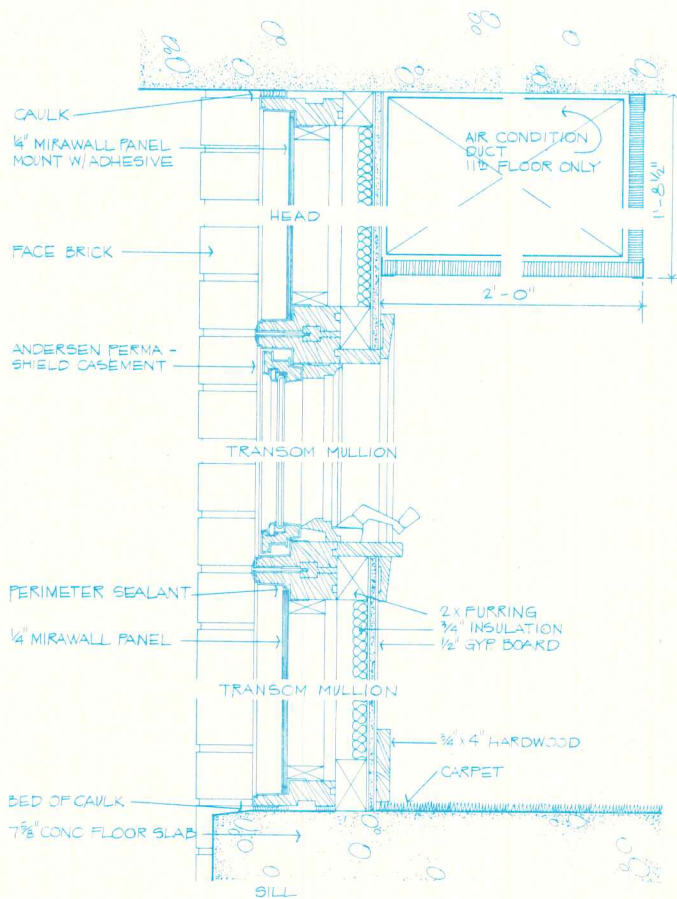 CAULK
1/4" MIRAWALL PANEL
MOUNT W/ ADHESIVE
AIR CONDITION
DUCT
11th FLOOR ONLY
1'-8 1/2"
HEAD
FACE BRICK
2'-0"
ANDERSEN PERMA-
SHIELD CASEMENT
TRANSOM MULLION
PERIMETER SEALANT
2x FURRING
3/4" INSULATION
1/2" GYP BOARD
1/4" MIRAWALL PANEL
TRANSOM MULLION
3/4" x 4" HARDWOOD
CARPET
BED OF CAULK
7 5/8" CONC FLOOR SLAB
SILL